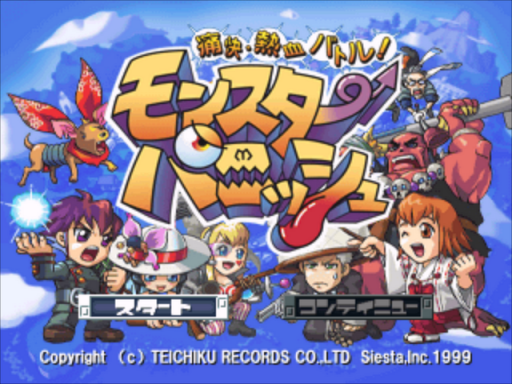 痛快・熱血バトル!
モンスター
パニッシュ
スタート
コンティニュー
Copyright (c) TEICHIKU RECORDS CO.,LTD Siesta,Inc.1999